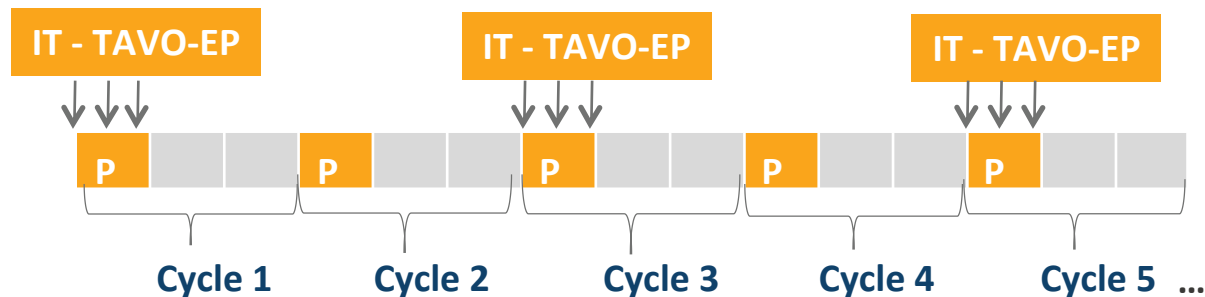 IT - TAVO-EP IT - TAVO-EP IT - TAVO-EP
P P P P P
Cycle 1 Cycle 2 Cycle 3 Cycle 4 Cycle 5 ...